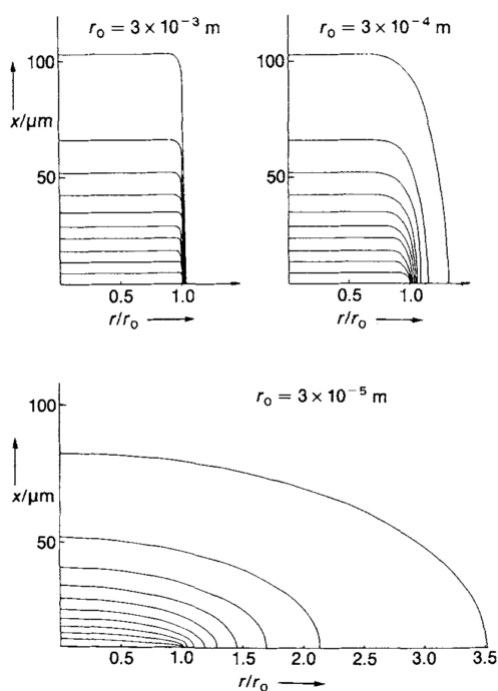 r₀ = 3 × 10⁻³ m
100
x/μm
50
0.5 1.0
r/r₀
r₀ = 3 × 10⁻⁴ m
100
50
0.5 1.0
r/r₀
r₀ = 3 × 10⁻⁵ m
100
x/μm
50
0.5 1.0 1.5 2.0 2.5 3.0 3.5
r/r₀